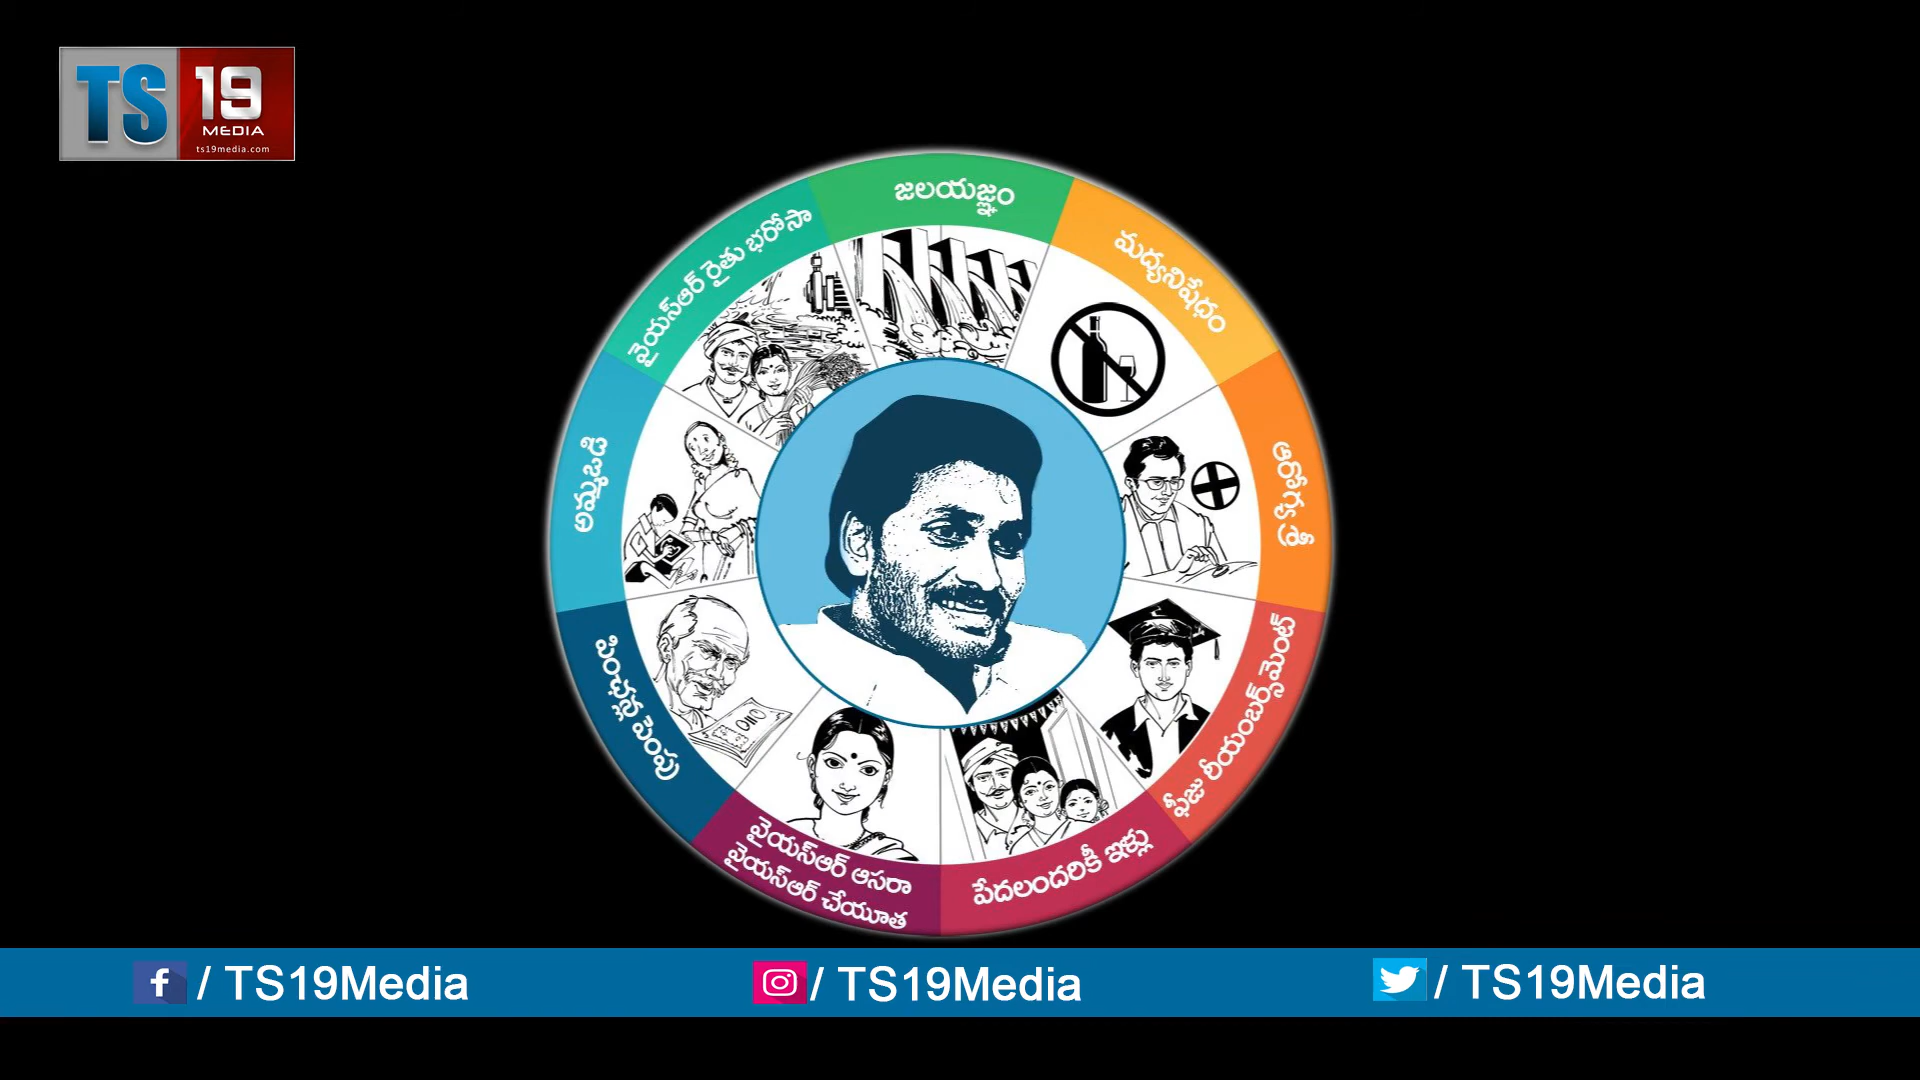 TS 19
MEDIA
ts19media.com
జలయజ్ఞం
మద్యనిషేధం
ఆరోగ్య శ్రీ
ఫీజు రీయింబర్స్‌మెంట్
పేదలందరికీ ఇళ్లు
వైయస్ఆర్ ఆసరా
వైయస్ఆర్ చేయూత
పింఛన్ల పెంపు
అమ్మఒడి
వైయస్ఆర్ రైతు భరోసా
f / TS19Media
/ TS19Media
/ TS19Media